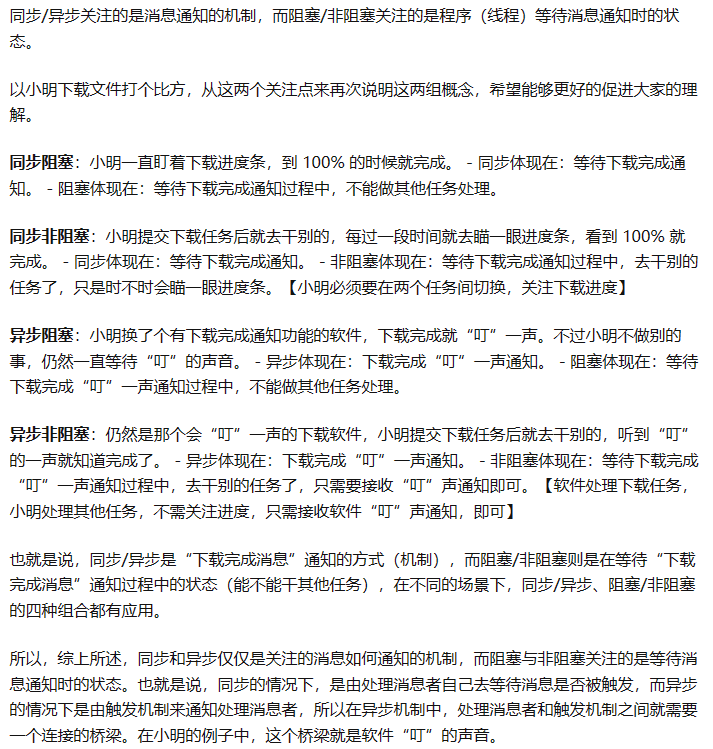 同步/异步关注的是消息通知的机制，而阻塞/非阻塞关注的是程序（线程）等待消息通知时的状
态。
以小明下载文件打个比方，从这两个关注点来再次说明这两组概念，希望能够更好的促进大家的理
解。
同步阻塞：小明一直盯着下载进度条，到 100% 的时候就完成。 - 同步体现在：等待下载完成通
知。 - 阻塞体现在：等待下载完成通知过程中，不能做其他任务处理。
同步非阻塞：小明提交下载任务后就去干别的，每过一段时间就去瞄一眼进度条，看到 100% 就
完成。 - 同步体现在：等待下载完成通知。 - 非阻塞体现在：等待下载完成通知过程中，去干别的
任务了，只是时不时会瞄一眼进度条。【小明必须要在两个任务间切换，关注下载进度】
异步阻塞：小明换了个有下载完成通知功能的软件，下载完成就“叮”一声。不过小明不做别的
事，仍然一直等待“叮”的声音。 - 异步体现在：下载完成“叮”一声通知。 - 阻塞体现在：等待
下载完成“叮”一声通知过程中，不能做其他任务处理。
异步非阻塞：仍然是那个会“叮”一声的下载软件，小明提交下载任务后就去干别的，听到“叮”
的一声就知道完成了。 - 异步体现在：下载完成“叮”一声通知。 - 非阻塞体现在：等待下载完成
“叮”一声通知过程中，去干别的任务了，只需要接收“叮”声通知即可。【软件处理下载任务，
小明处理其他任务，不需关注进度，只需接收软件“叮”声通知，即可】
也就是说，同步/异步是“下载完成消息”通知的方式（机制），而阻塞/非阻塞则是在等待“下载
完成消息”通知过程中的状态（能不能干其他任务），在不同的场景下，同步/异步、阻塞/非阻塞
的四种组合都有应用。
所以，综上所述，同步和异步仅仅是关注的消息如何通知的机制，而阻塞与非阻塞关注的是等待消
息通知时的状态。也就是说，同步的情况下，是由处理消息者自己去等待消息是否被触发，而异步
的情况下是由触发机制来通知处理消息者，所以在异步机制中，处理消息者和触发机制之间就需要
一个连接的桥梁。在小明的例子中，这个桥梁就是软件“叮”的声音。